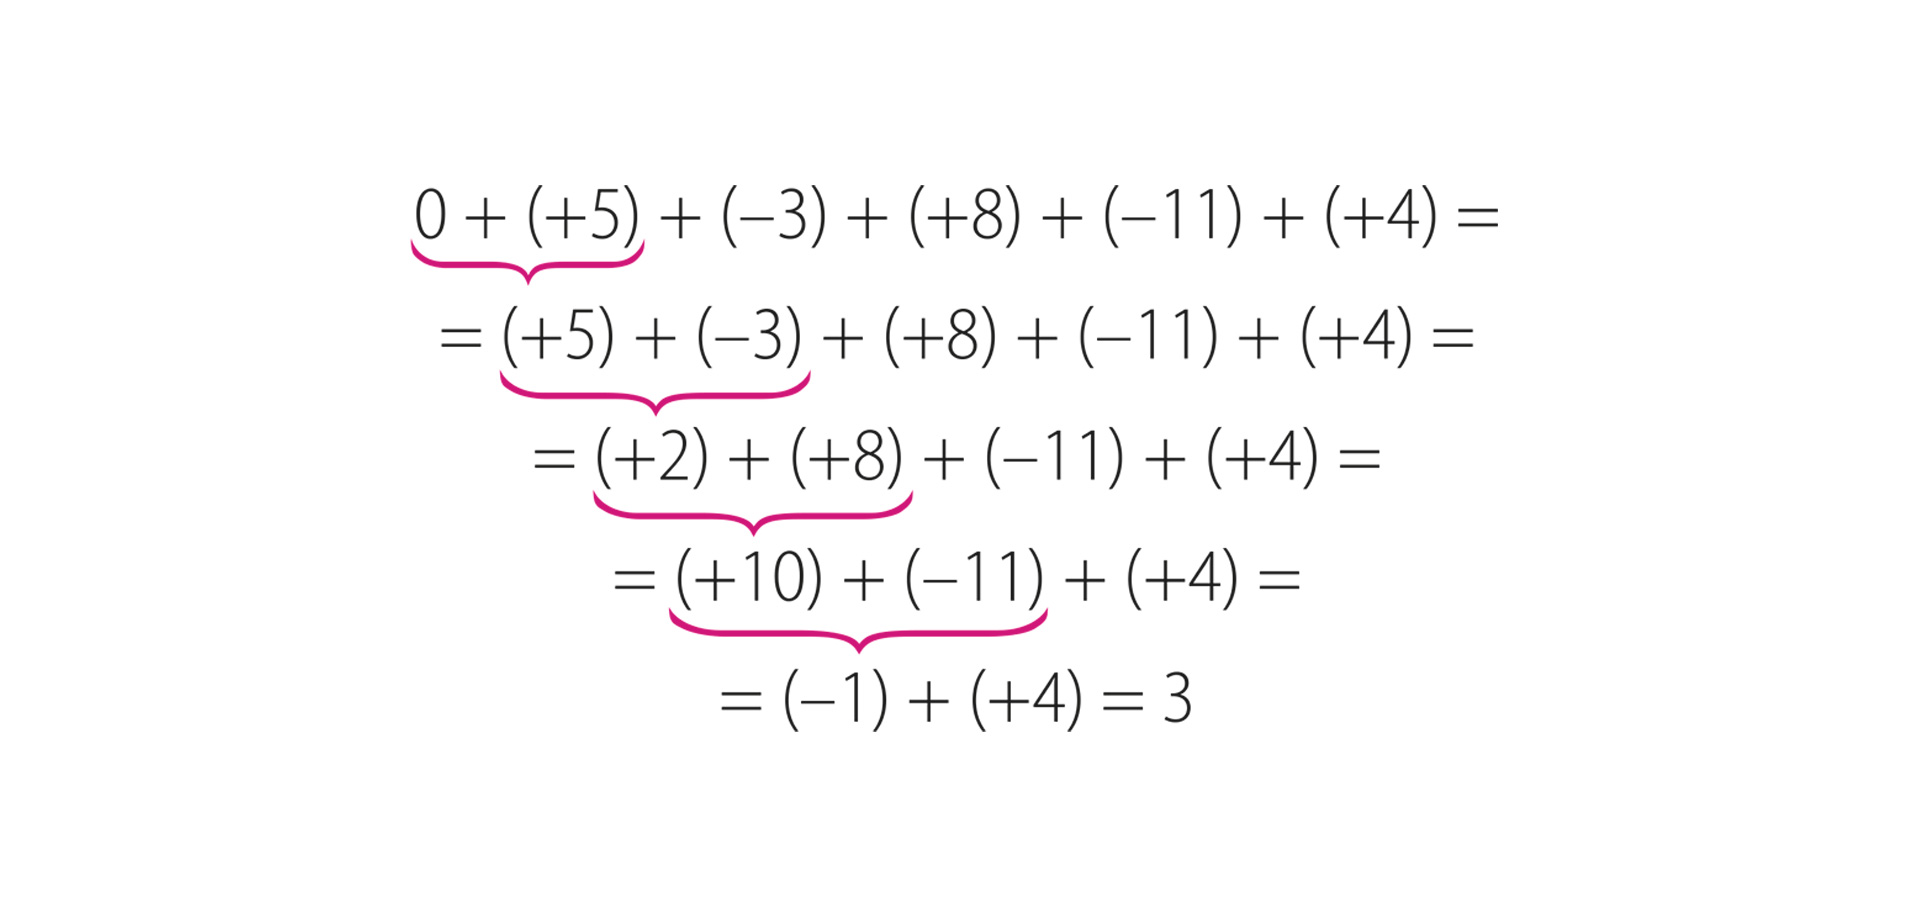 0 + (+5) + (–3) + (+8) + (–11) + (+4) =
= (+5) + (–3) + (+8) + (–11) + (+4) =
= (+2) + (+8) + (–11) + (+4) =
= (+10) + (–11) + (+4) =
= (–1) + (+4) = 3